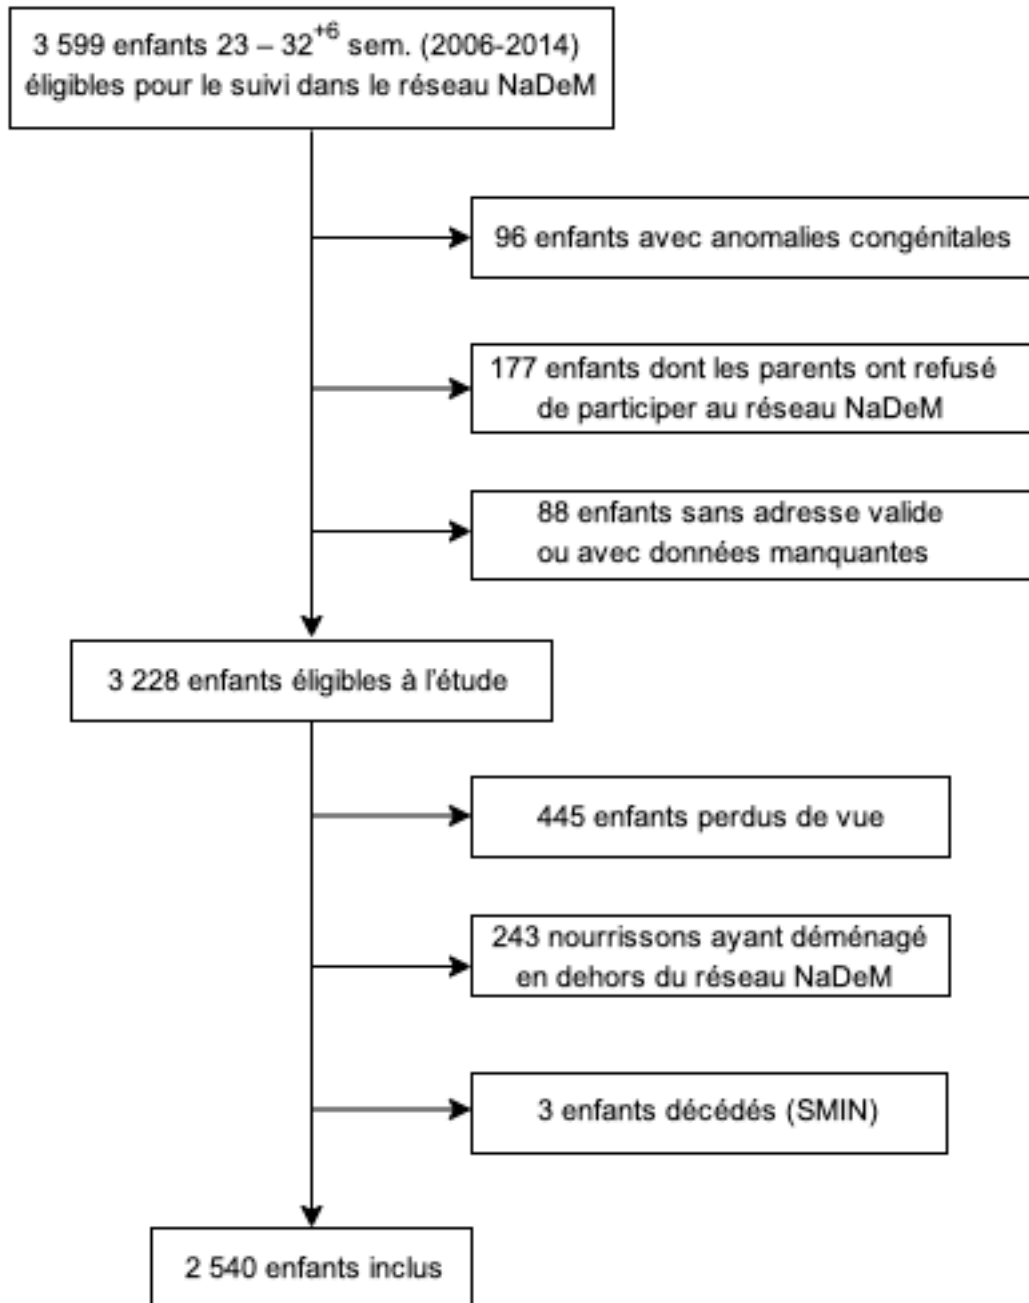 3 599 enfants 23 – 32+6 sem. (2006-2014)
éligibles pour le suivi dans le réseau NaDeM
96 enfants avec anomalies congénitales
177 enfants dont les parents ont refusé
de participer au réseau NaDeM
88 enfants sans adresse valide
ou avec données manquantes
3 228 enfants éligibles à l'étude
445 enfants perdus de vue
243 nourrissons ayant déménagé
en dehors du réseau NaDeM
3 enfants décédés (SMIN)
2 540 enfants inclus